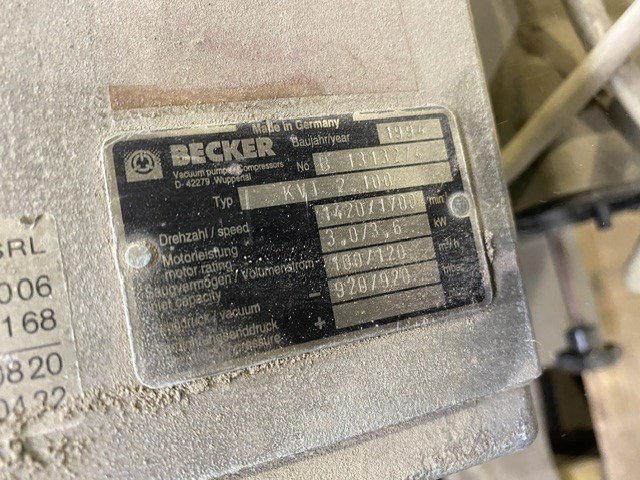 Made in Germany
BECKER
Vacuum pumps Compressors
D-42279 Wuppertal
Baujahr/year 1994
No B
Typ KVT 2.100
Drehzahl / speed 1420/1700 /min
Motorleistung
motor rating 3,0/3,6 kW
Saugvermögen / Volumenstrom
inlet capacity 100/120 m³/h
/ vacuum - 920/920
+
SRL
006
168
0820
0422